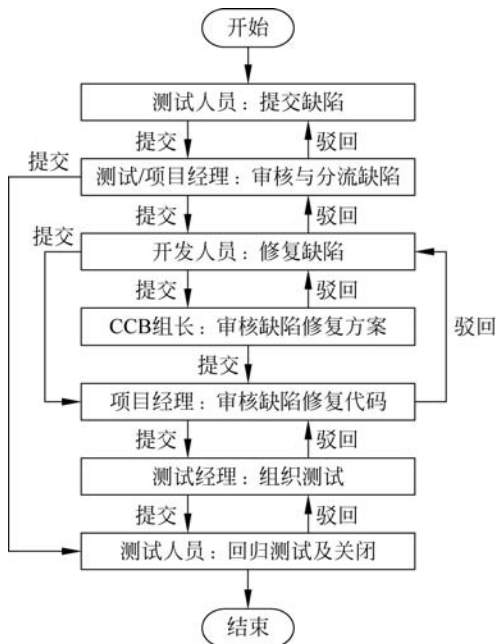 开始
测试人员：提交缺陷
提交 驳回
提交
测试/项目经理：审核与分流缺陷
提交 驳回
提交
开发人员：修复缺陷
提交 驳回
CCB组长：审核缺陷修复方案
驳回
提交
项目经理：审核缺陷修复代码
提交 驳回
测试经理：组织测试
提交 驳回
测试人员：回归测试及关闭
结束